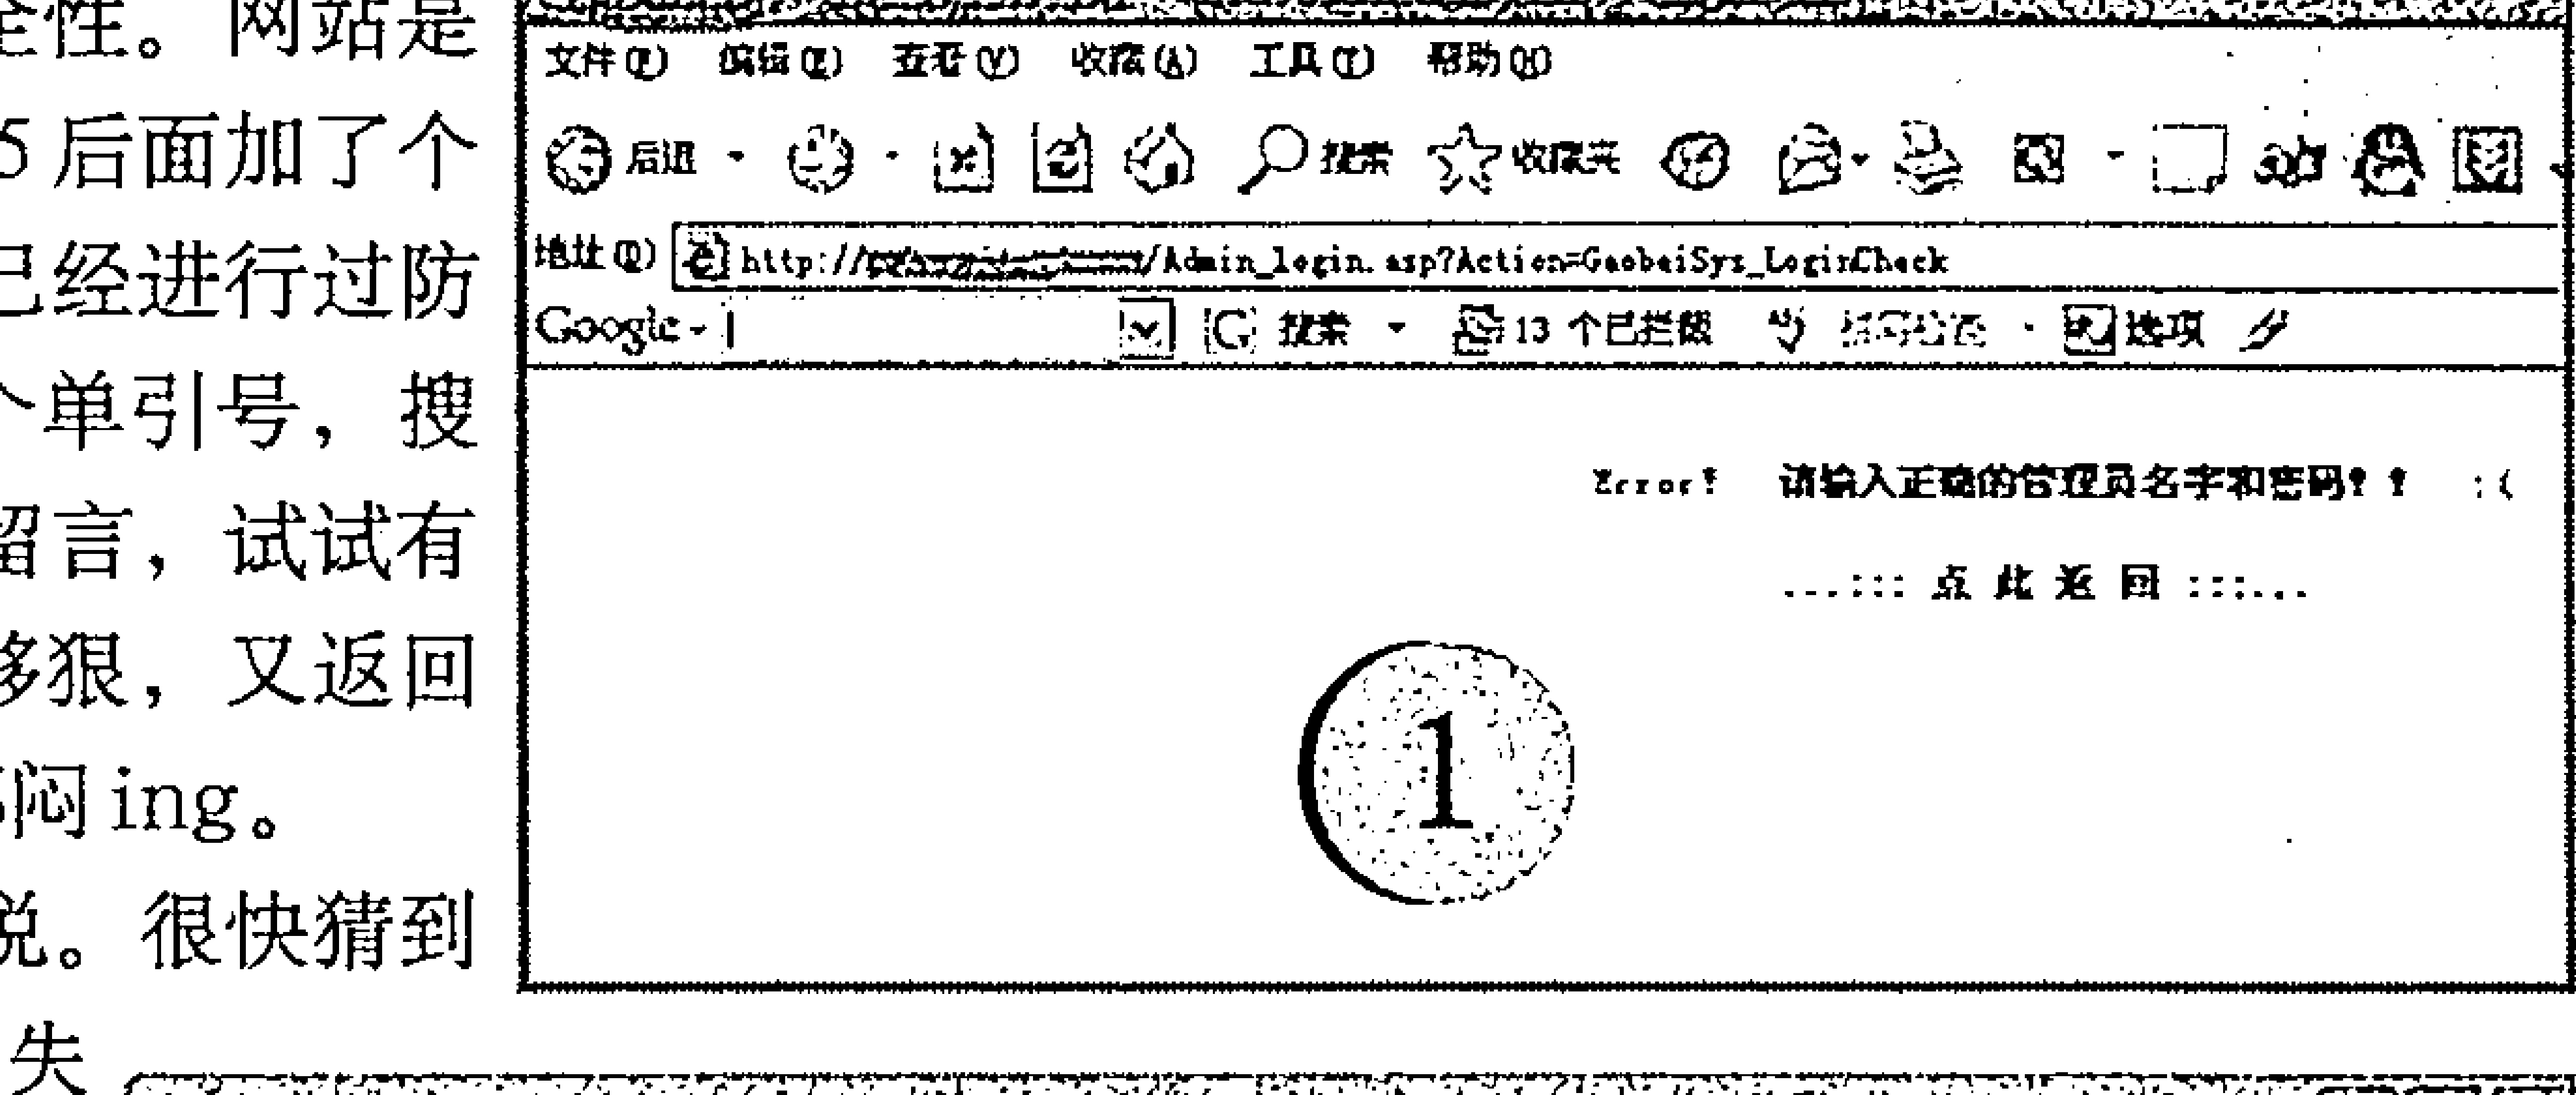 全性。网站是
5后面加了个
已经进行过防
个单引号，搜
留言，试试有
够狠，又返回
闷ing。
说。很快猜到
失
文件(F) 编辑(E) 查看(V) 收藏(A) 工具(T) 帮助(H)
后退 搜索 收藏夹
地址(D) http:// /Admin_login.asp?Action=GaobaiSys_LoginCheck
Google 搜索 13 个已拦截 选项
Error! 请输入正确的管理员名字和密码！！ :(
...::: 点 此 返 回 :::...
1